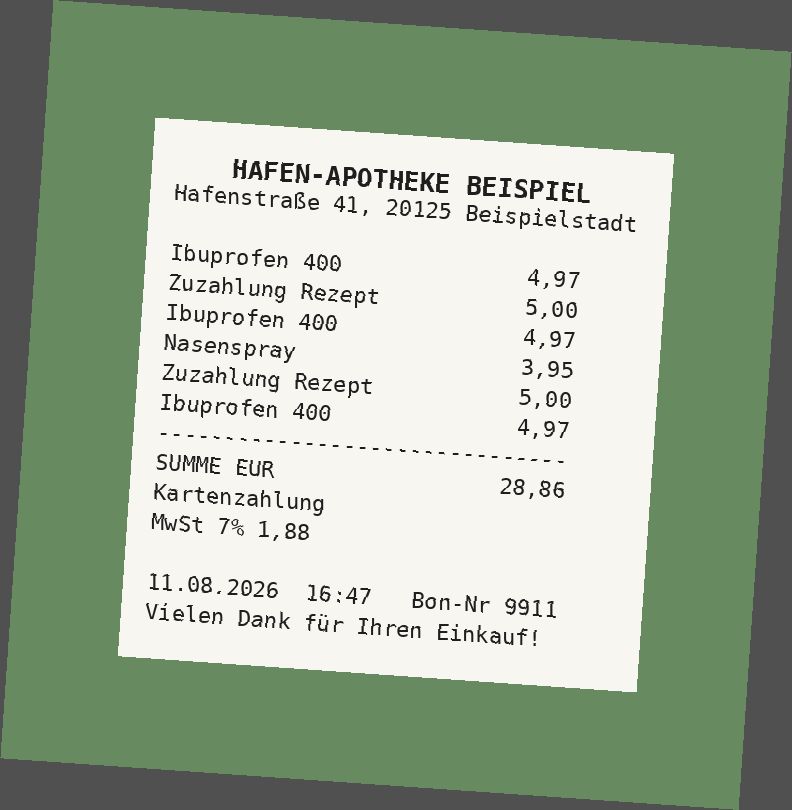 HAFEN-APOTHEKE BEISPIEL
Hafenstraße 41, 20125 Beispielstadt
Ibuprofen 400 4,97
Zuzahlung Rezept 5,00
Ibuprofen 400 4,97
Nasenspray 3,95
Zuzahlung Rezept 5,00
Ibuprofen 400 4,97
--------------------------------
SUMME EUR 28,86
Kartenzahlung
MwSt 7% 1,88
11.08.2026 16:47 Bon-Nr 9911
Vielen Dank für Ihren Einkauf!